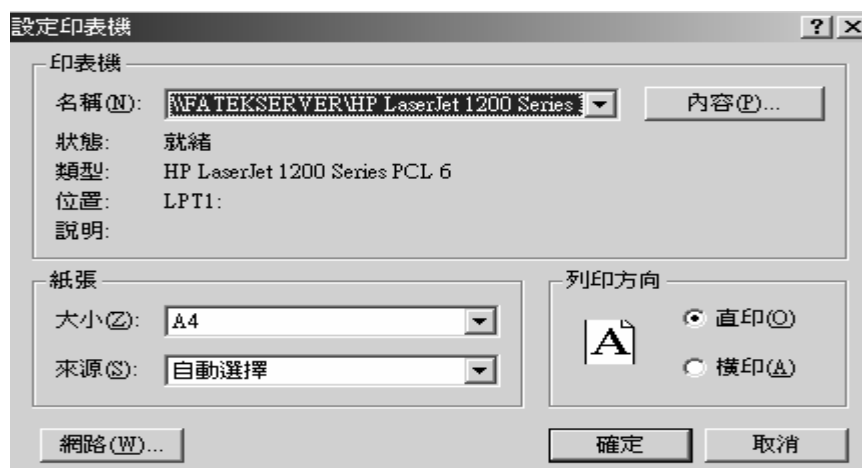 設定印表機
印表機
名稱(N): \\FATEKSERVER\HP LaserJet 1200 Series 內容(P)...
狀態: 就緒
類型: HP LaserJet 1200 Series PCL 6
位置: LPT1:
說明:
紙張
大小(Z): A4
來源(S): 自動選擇
列印方向
A
直印(O)
橫印(A)
網路(W)... 確定 取消